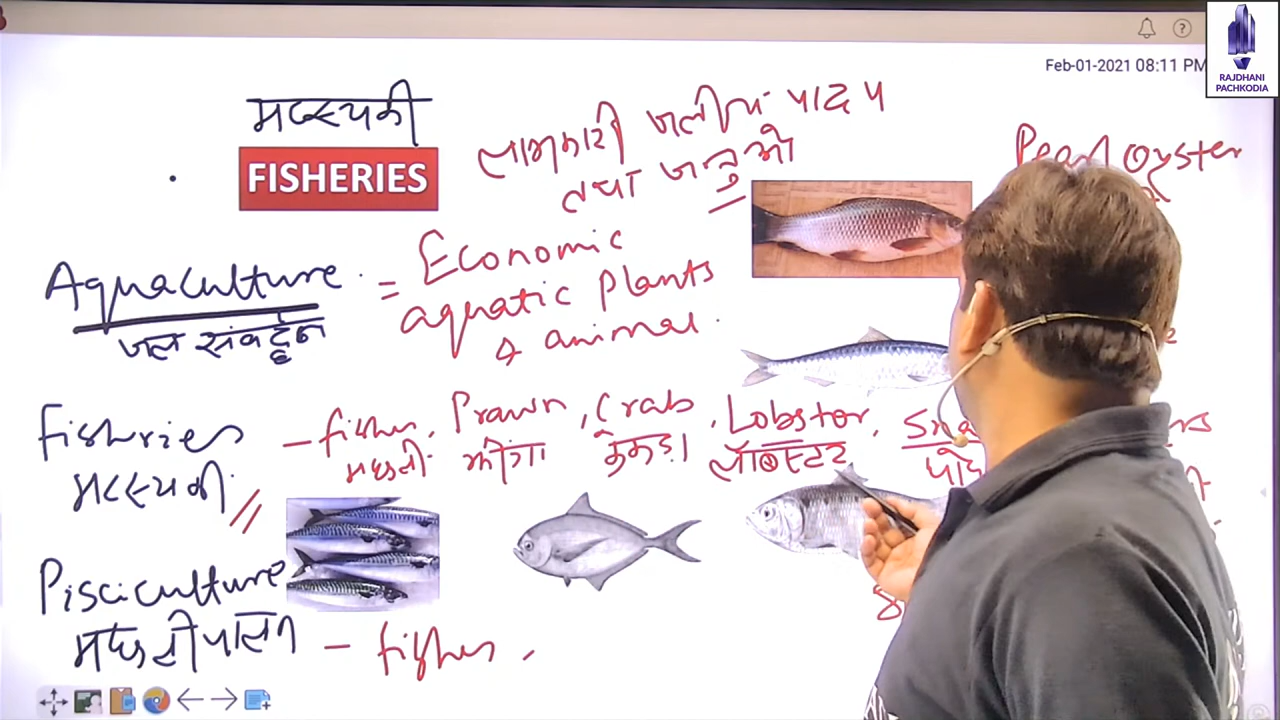 Feb-01-2021 08:11 PM
RAJDHANI
PACHKODIA
मत्स्यकी
FISHERIES
लाभकारी जलीय पादप
तथा जन्तुओ
Pearl oyster
Aquaculture = Economic
aquatic plants
& animal
जल संवर्द्धन
Fisheries - fishes, Prawn, Crab, Lobstor,
मत्स्यकी मछली झींगा केकड़ा लॉबस्टर
Pisciculture
मछलीपालन - fishes,